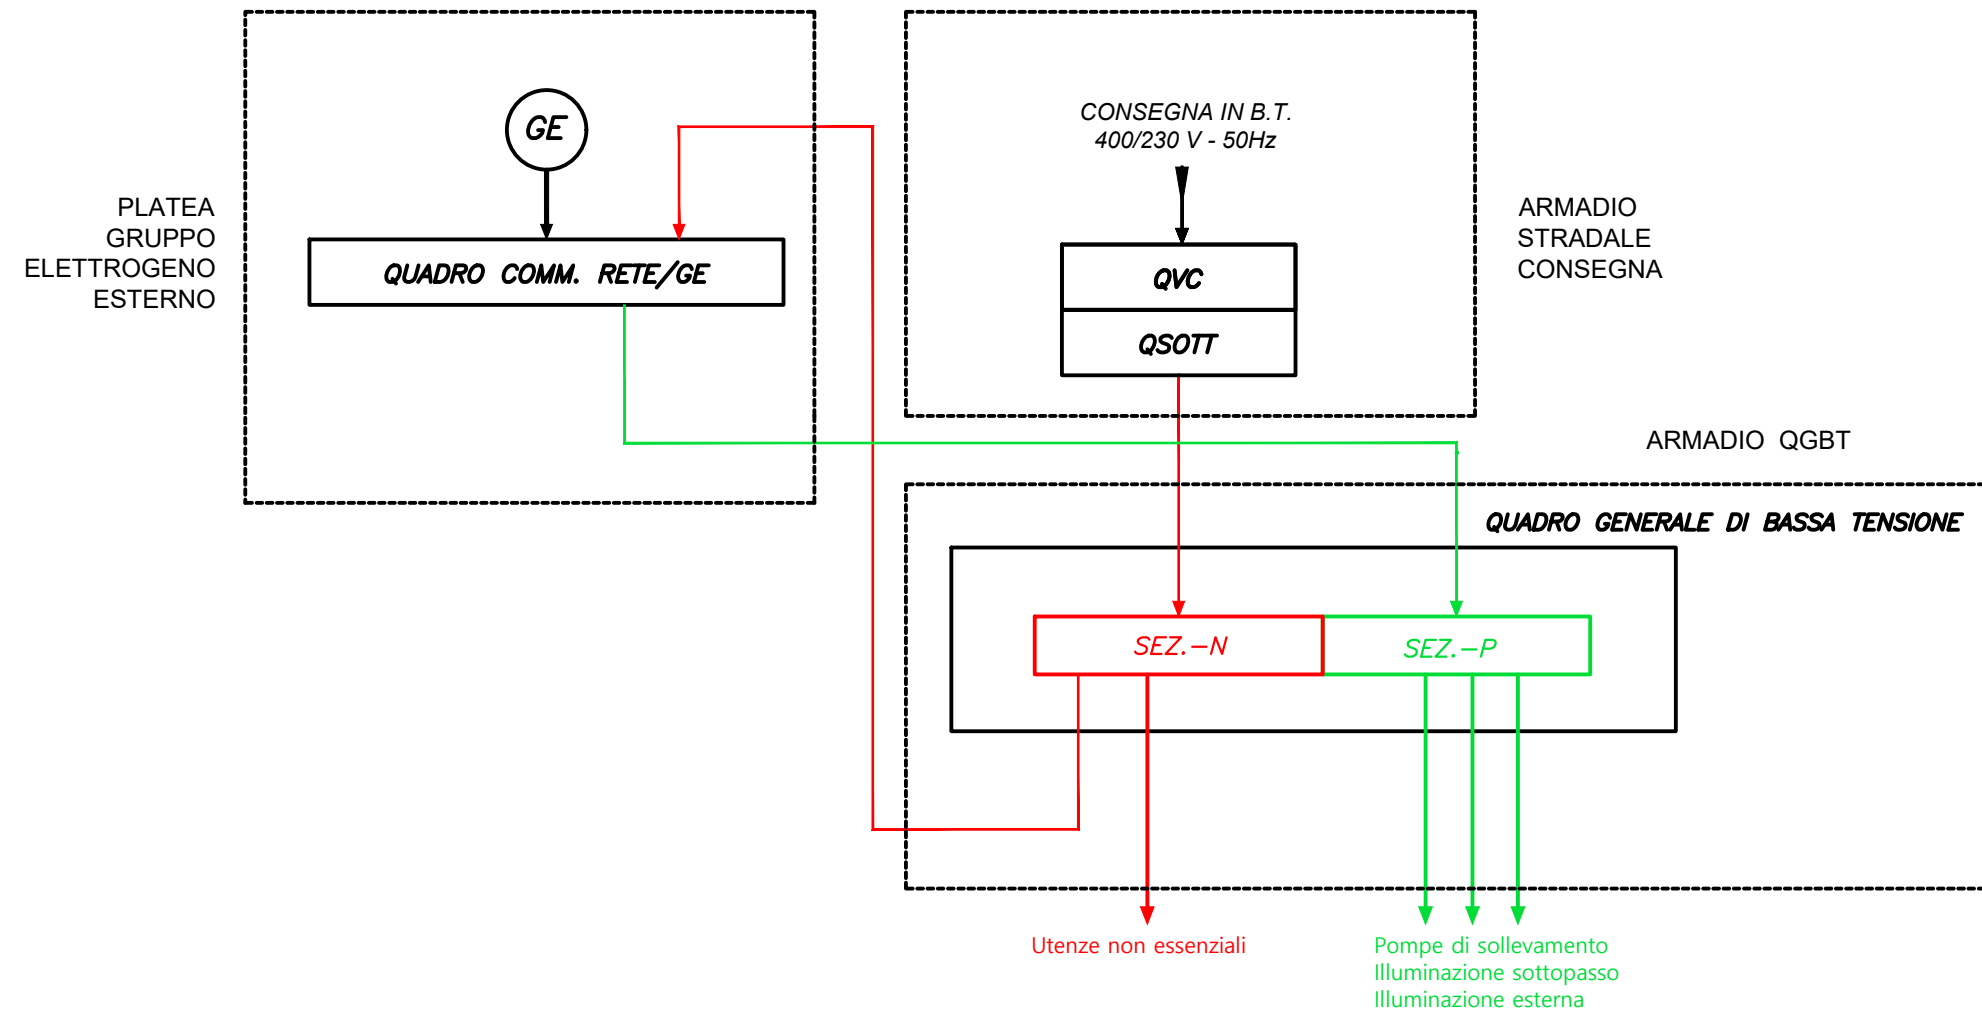 GE
CONSEGNA IN B.T.
400/230 V - 50Hz
PLATEA
GRUPPO
ELETTROGENO
ESTERNO
QUADRO COMM. RETE/GE
QVC
QSOTT
ARMADIO
STRADALE
CONSEGNA
ARMADIO QGBT
QUADRO GENERALE DI BASSA TENSIONE
SEZ.-N
SEZ.-P
Utenze non essenziali
Pompe di sollevamento
Illuminazione sottopasso
Illuminazione esterna